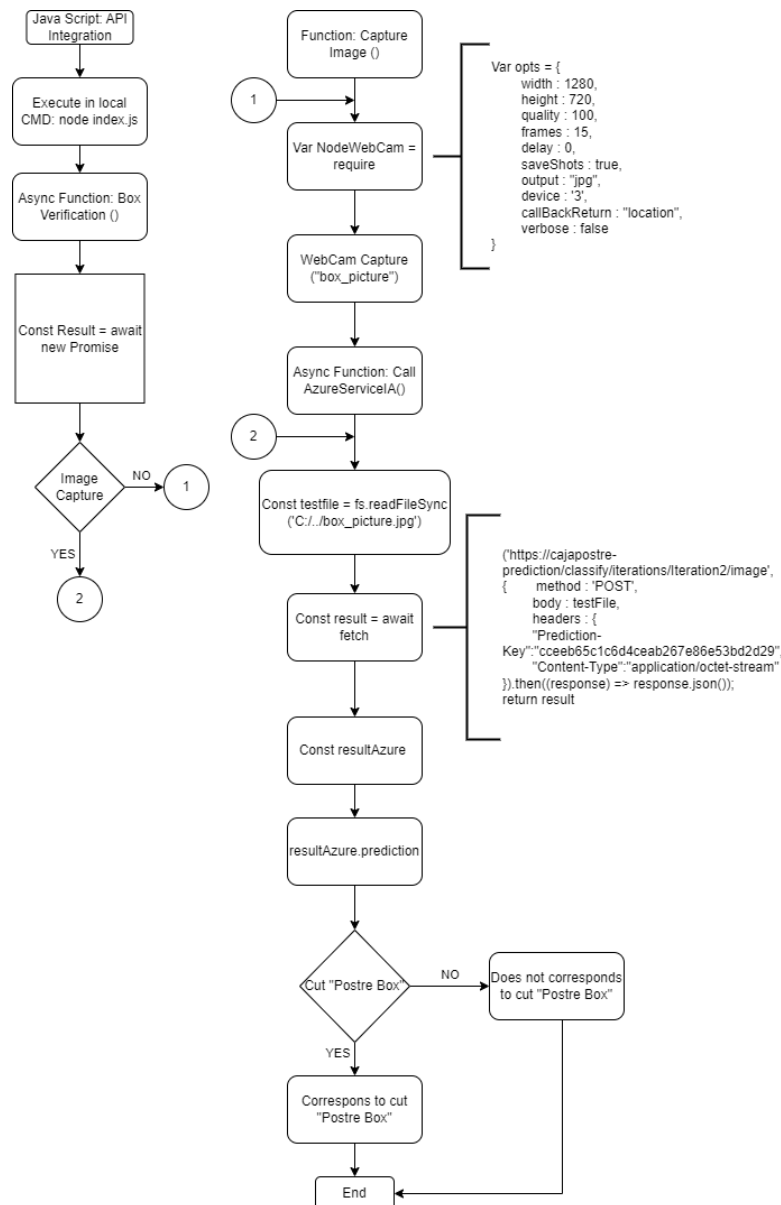 Java Script: API
Integration
Execute in local
CMD: node index.js
Async Function: Box
Verification ()
Const Result = await
new Promise
Image
Capture
NO
1
YES
2
Function: Capture
Image ()
1
Var NodeWebCam =
require
Var opts = {
width : 1280,
height : 720,
quality : 100,
frames : 15,
delay : 0,
saveShots : true,
output : "jpg",
device : '3',
callBackReturn : "location",
verbose : false
}
WebCam Capture
("box_picture")
Async Function: Call
AzureServiceIA()
2
Const testfile = fs.readFileSync
('C:/../box_picture.jpg')
Const result = await
fetch
('https://cajapostre-
prediction/classify/iterations/Iteration2/image',
{ method : 'POST',
body : testFile,
headers : {
"Prediction-
Key":"cceeb65c1c6d4ceab267e86e53bd2d29",
"Content-Type":"application/octet-stream"
}).then((response) => response.json());
return result
Const resultAzure
resultAzure.prediction
Cut "Postre Box"
NO
Does not corresponds
to cut "Postre Box"
YES
Correspons to cut
"Postre Box"
End